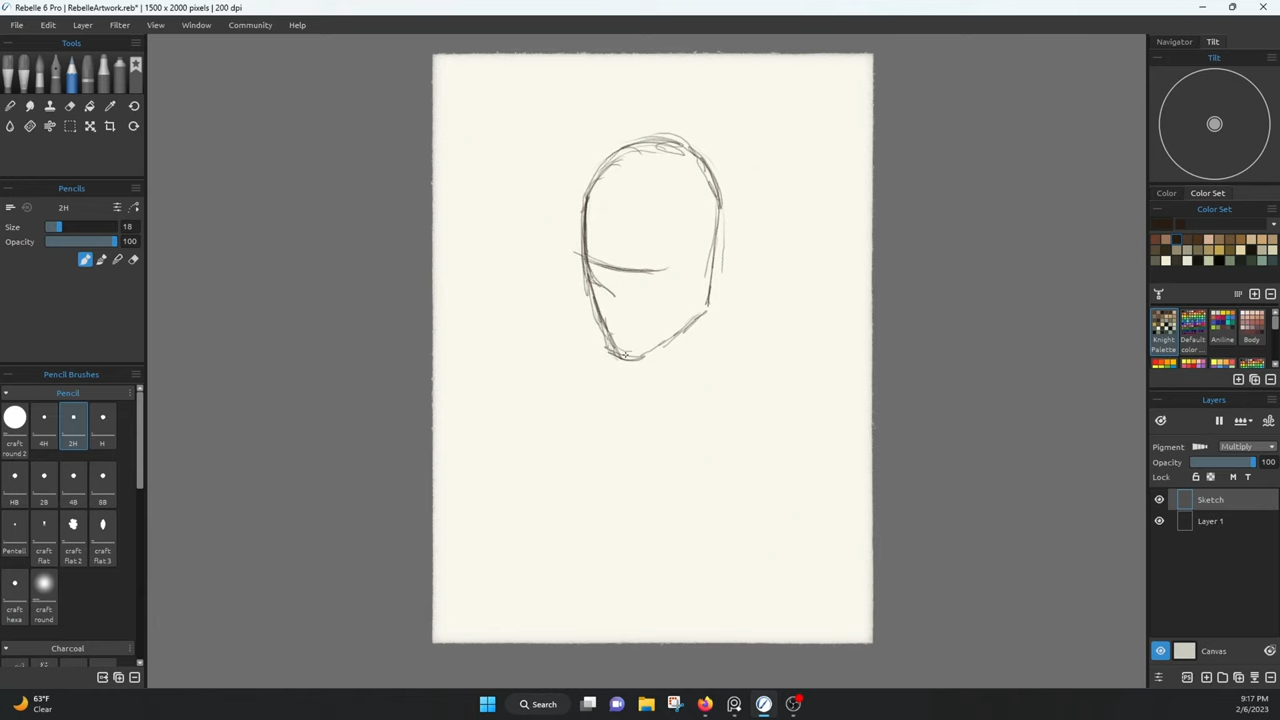 Rebelle 6 Pro | RebelleArtwork.reb* | 1500 x 2000 pixels | 200 dpi
File Edit Layer Filter View Window Community Help
Tools
Navigator Tilt
Tilt
Pencils
2H
Size 18
Opacity 100
Color Color Set
Color Set
Knight Palette
Default color ...
Aniline
Body
Pencil Brushes
Pencil
craft round 2
4H
2H
H
HB
2B
4B
8B
Pentell
craft flat
craft flat 2
craft flat 3
craft hexa
craft round
Charcoal
Layers
Pigment Multiply
Opacity 100
Lock M T
Sketch
Layer 1
Canvas
63°F
Clear
Search
9:17 PM
2/6/2023